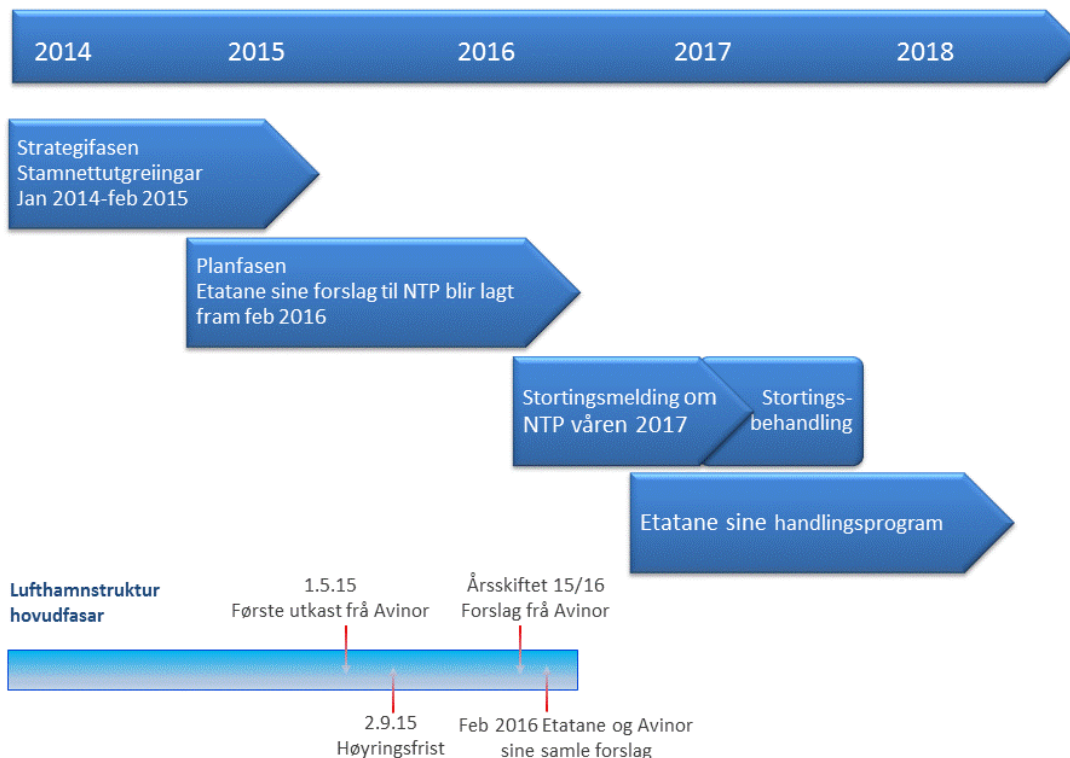 2014 2015 2016 2017 2018
Strategifasen
Stamnettutgreiingar
Jan 2014-feb 2015
Planfasen
Etatane sine forslag til NTP blir lagt
fram feb 2016
Stortingsmelding om
NTP våren 2017
Stortings-
behandling
Etatane sine handlingsprogram
Lufthamnstruktur
hovudfasar
1.5.15
Første utkast frå Avinor
Årsskiftet 15/16
Forslag frå Avinor
2.9.15
Høyringsfrist
Feb 2016 Etatane og Avinor
sine samle forslag